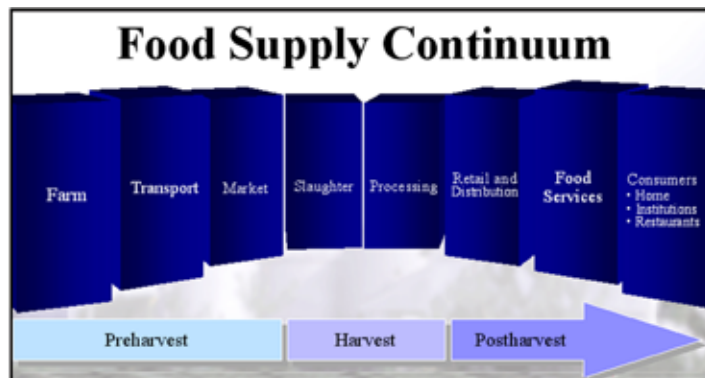 Food Supply Continuum
Farm
Transport
Market
Slaughter
Processing
Retail and
Distribution
Food
Services
Consumers
• Home
• Institutions
• Restaurants
Preharvest
Harvest
Postharvest